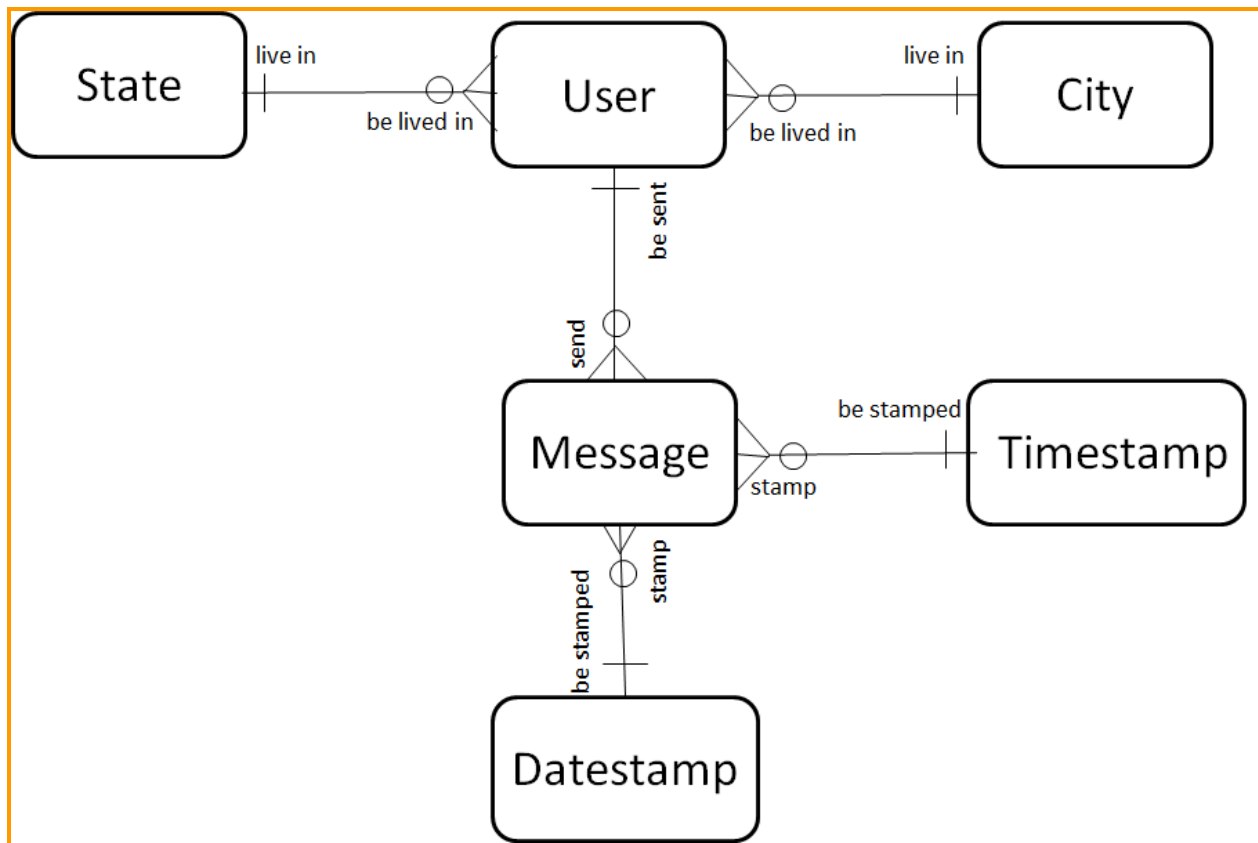 State
live in
be lived in
User
live in
be lived in
City
be sent
send
Message
be stamped
stamp
Timestamp
stamp
be stamped
Datestamp